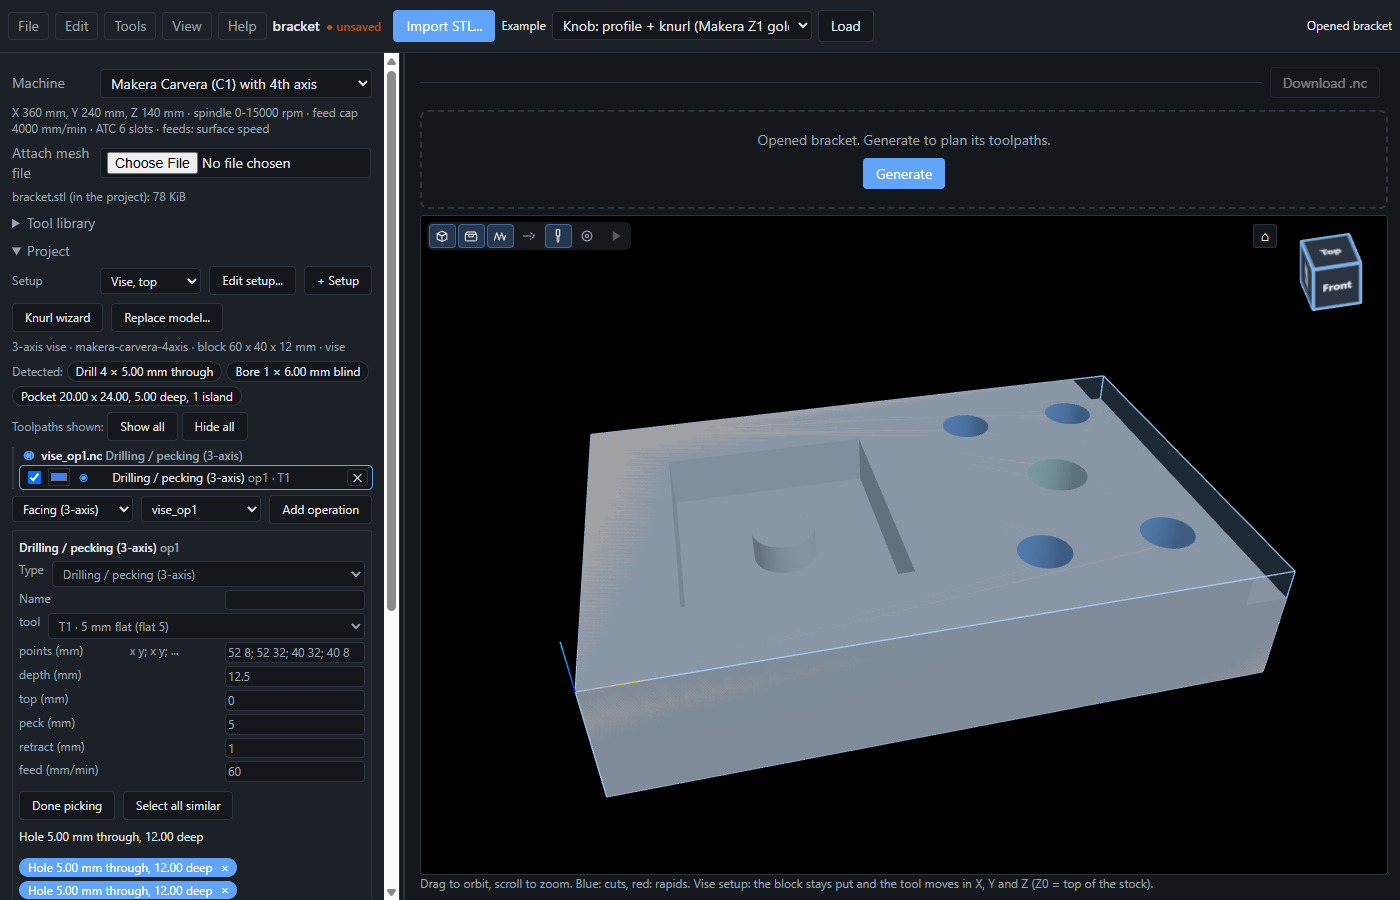 File Edit Tools View Help bracket ● unsaved Import STL... Example Knob: profile + knurl (Makera Z1 gol Load Opened bracket
Machine Makera Carvera (C1) with 4th axis
X 360 mm, Y 240 mm, Z 140 mm · spindle 0-15000 rpm · feed cap
4000 mm/min · ATC 6 slots · feeds: surface speed
Attach mesh file Choose File No file chosen
bracket.stl (in the project): 78 KiB
Tool library
Project
Setup Vise, top Edit setup... + Setup
Knurl wizard Replace model...
3-axis vise · makera-carvera-4axis · block 60 x 40 x 12 mm · vise
Detected: Drill 4 × 5.00 mm through Bore 1 × 6.00 mm blind
Pocket 20.00 x 24.00, 5.00 deep, 1 island
Toolpaths shown: Show all Hide all
vise_op1.nc Drilling / pecking (3-axis)
Drilling / pecking (3-axis) op1 · T1 ×
Facing (3-axis) vise_op1 Add operation
Drilling / pecking (3-axis) op1
Type Drilling / pecking (3-axis)
Name
tool T1 · 5 mm flat (flat 5)
points (mm) x y; x y; ... 52 8; 52 32; 40 32; 40 8
depth (mm) 12.5
top (mm) 0
peck (mm) 5
retract (mm) 1
feed (mm/min) 60
Done picking Select all similar
Hole 5.00 mm through, 12.00 deep
Hole 5.00 mm through, 12.00 deep ×
Hole 5.00 mm through, 12.00 deep ×
Download .nc
Opened bracket. Generate to plan its toolpaths.
Generate
Top
Front
Drag to orbit, scroll to zoom. Blue: cuts, red: rapids. Vise setup: the block stays put and the tool moves in X, Y and Z (Z0 = top of the stock).